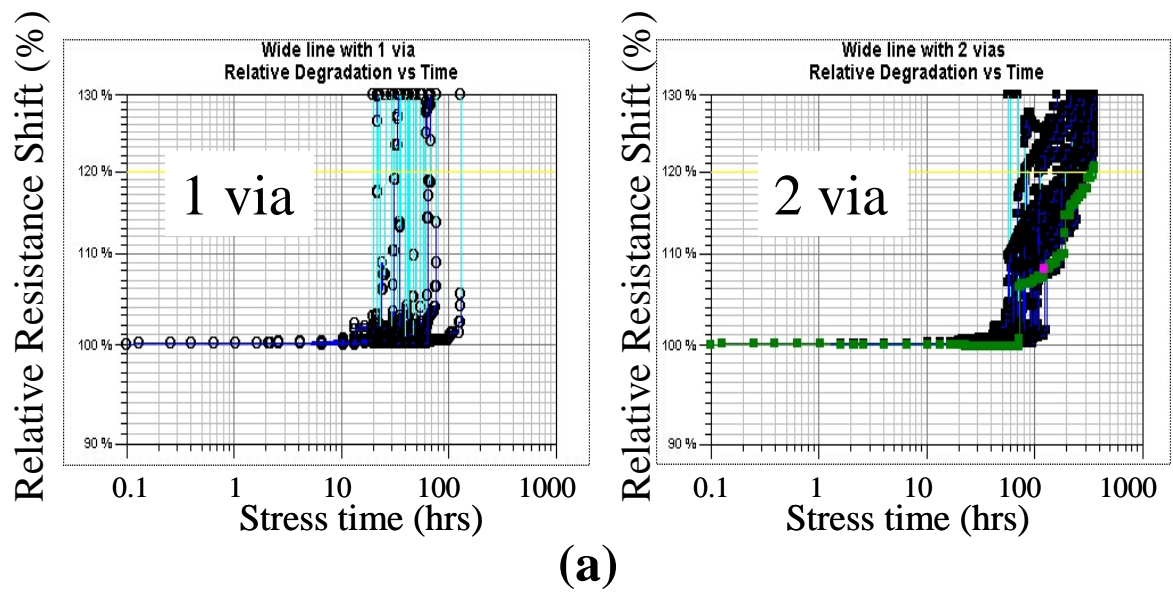 Wide line with 1 via
Relative Degradation vs Time
Relative Resistance Shift (%)
130 %
120 %
110 %
100 %
90 %
1 via
0.1 1 10 100 1000
Stress time (hrs)
Wide line with 2 vias
Relative Degradation vs Time
Relative Resistance Shift (%)
130 %
120 %
110 %
100 %
90 %
2 via
0.1 1 10 100 1000
Stress time (hrs)
(a)